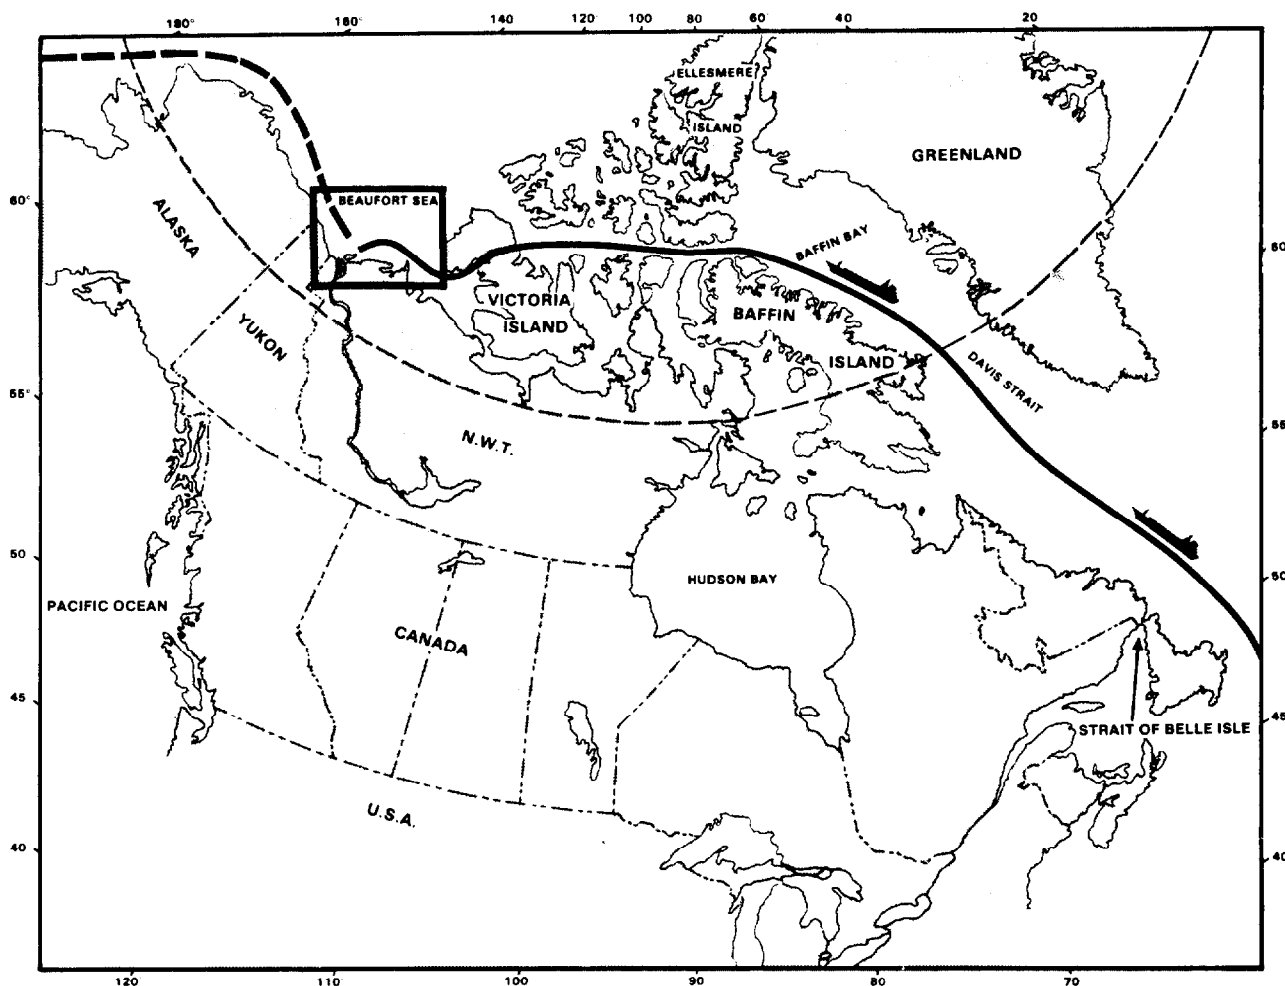 180° 150° 140 120 100 80 60 40 20
ELLESMERE
ISLAND
GREENLAND
BEAUFORT SEA
60°
ALASKA
BAFFIN BAY
60
VICTORIA
ISLAND
BAFFIN
ISLAND
YUKON
DAVIS STRAIT
55°
55
N.W.T.
50
50
HUDSON BAY
PACIFIC OCEAN
CANADA
45
45
STRAIT OF BELLE ISLE
U.S.A.
40
40
120 110 100 90 80 70